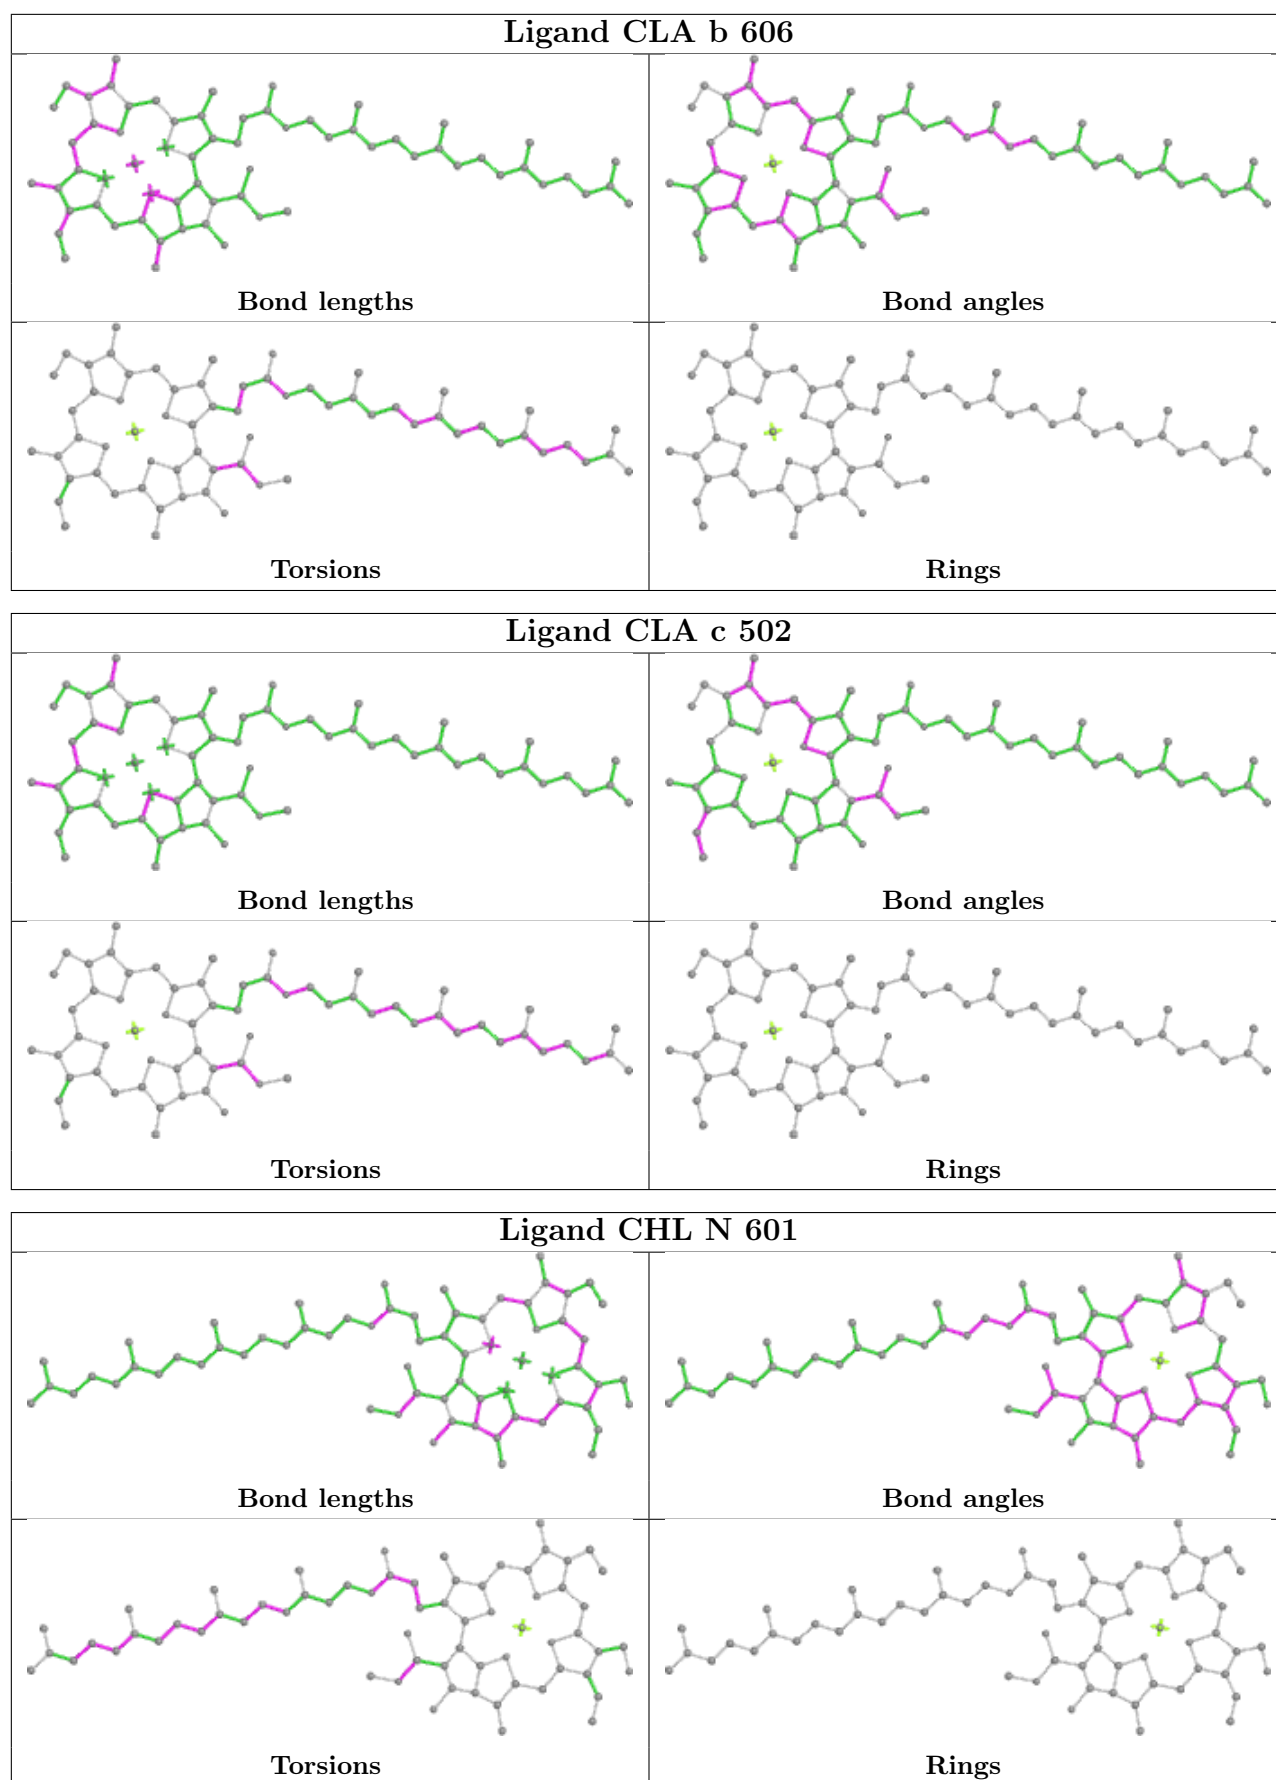 Ligand CLA b 606
Bond lengths
Bond angles
Torsions
Rings
Ligand CLA c 502
Bond lengths
Bond angles
Torsions
Rings
Ligand CHL N 601
Bond lengths
Bond angles
Torsions
Rings